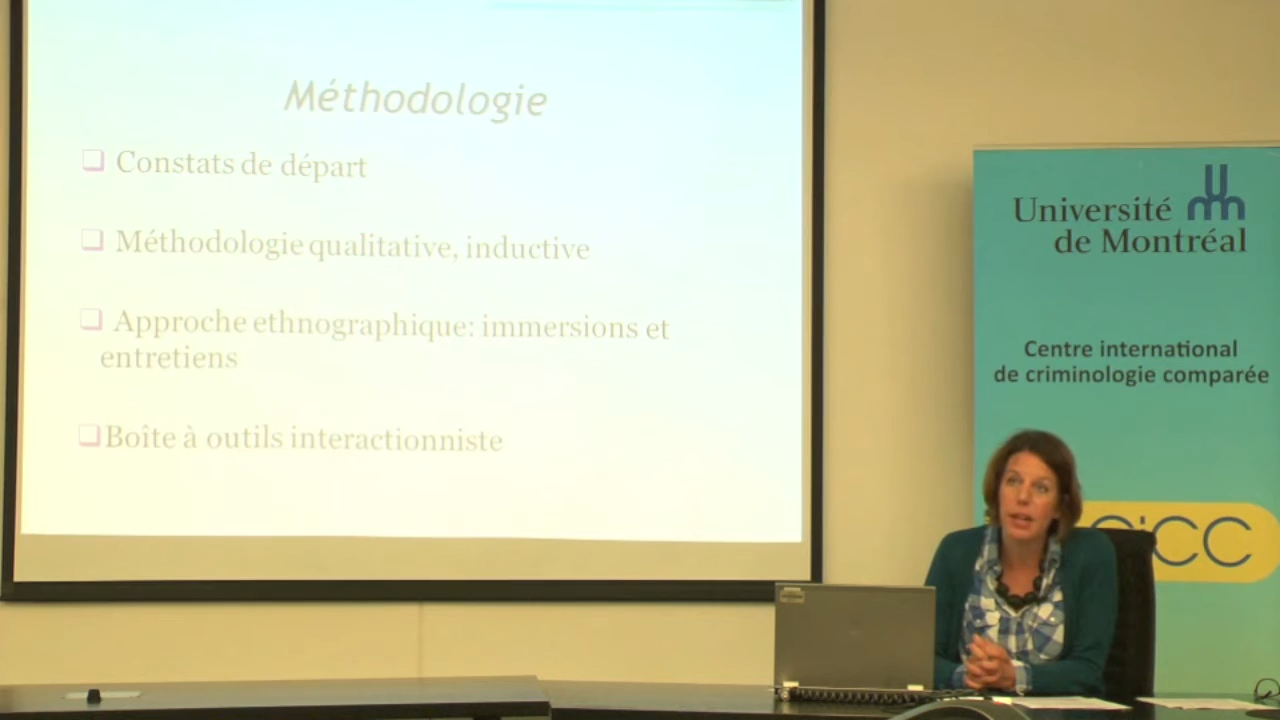 Méthodologie
Constats de départ
Méthodologie qualitative, inductive
Approche ethnographique: immersions et
entretiens
Boîte à outils interactionniste
Université
de Montréal
Centre international
de criminologie comparée
CICC